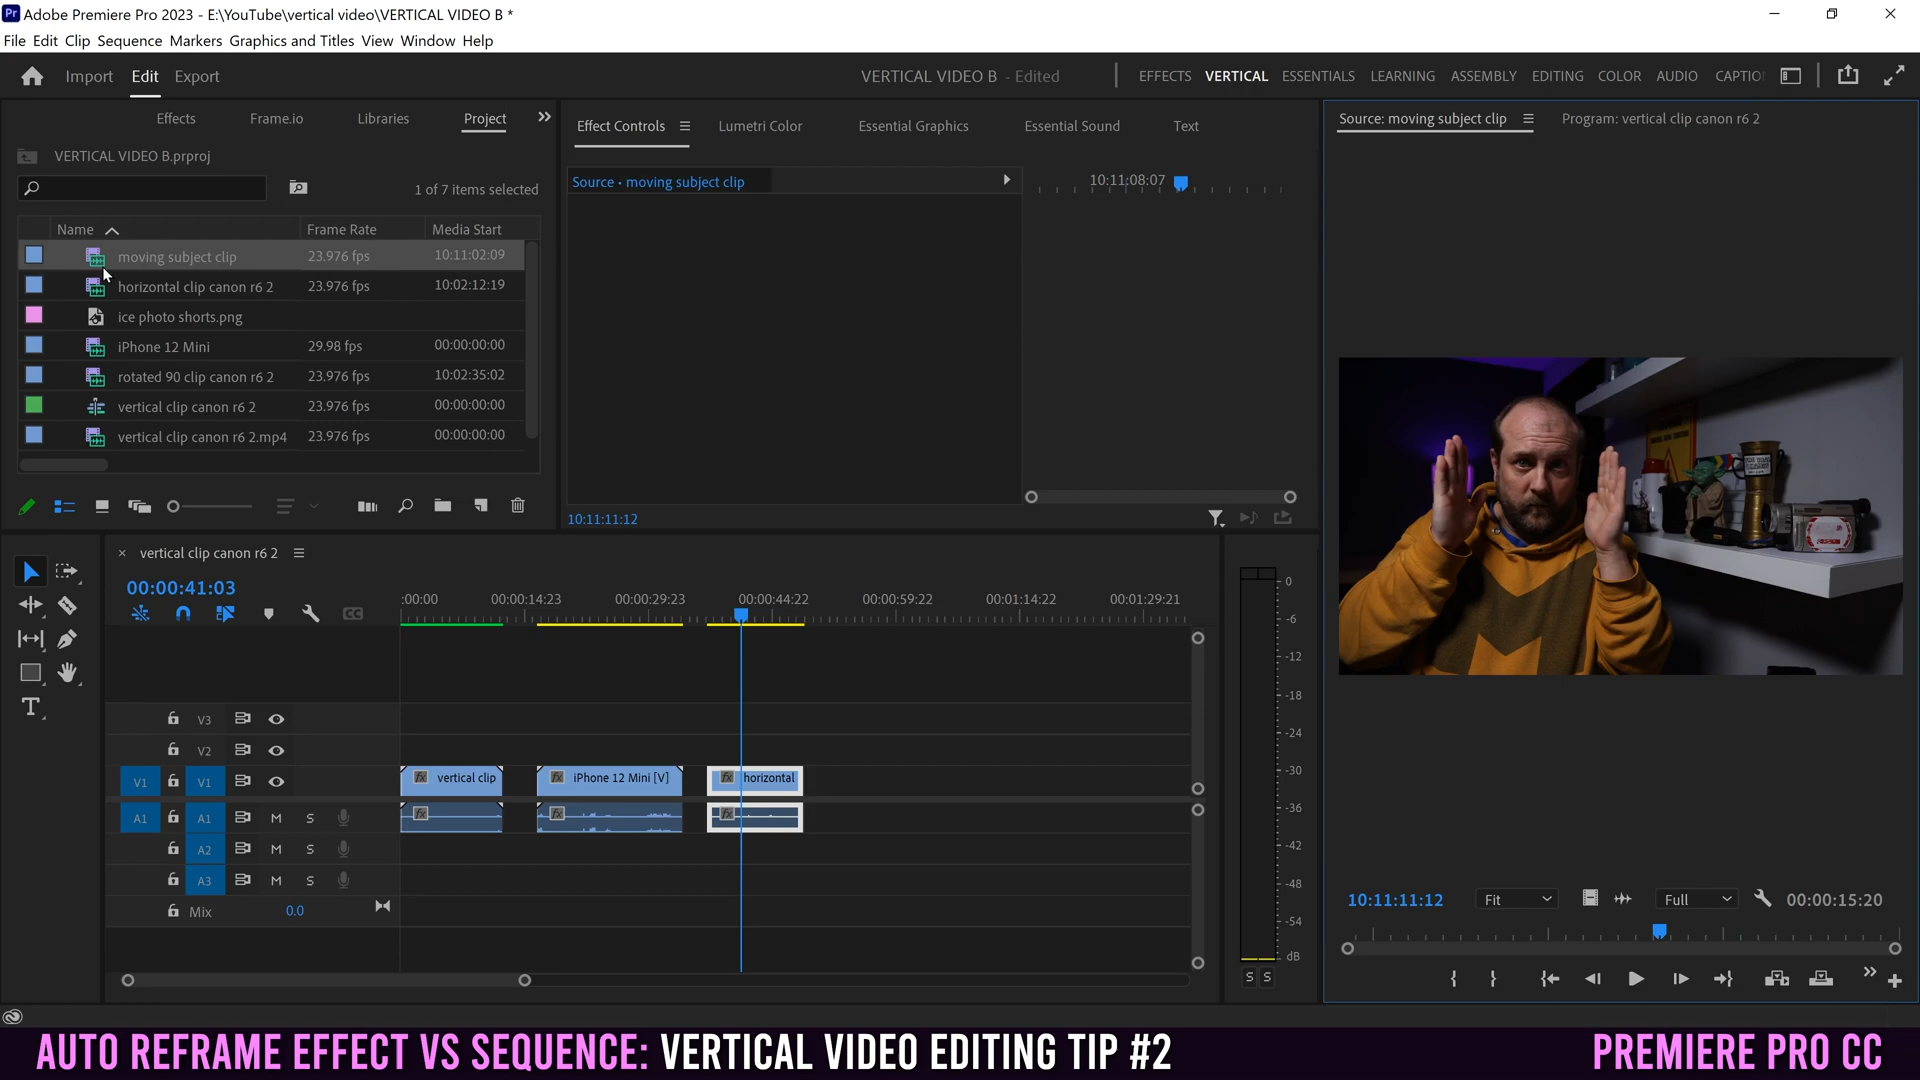 Pr Adobe Premiere Pro 2023 - E:\YouTube\vertical video\VERTICAL VIDEO B *
File Edit Clip Sequence Markers Graphics and Titles View Window Help
Import Edit Export
VERTICAL VIDEO B - Edited
EFFECTS VERTICAL ESSENTIALS LEARNING ASSEMBLY EDITING COLOR AUDIO CAPTIO
Effects Frame.io Libraries Project
VERTICAL VIDEO B.prproj
1 of 7 items selected
Name Frame Rate Media Start
moving subject clip 23.976 fps 10:11:02:09
horizontal clip canon r6 2 23.976 fps 10:02:12:19
ice photo shorts.png
iPhone 12 Mini 29.98 fps 00:00:00:00
rotated 90 clip canon r6 2 23.976 fps 10:02:35:02
vertical clip canon r6 2 23.976 fps 00:00:00:00
vertical clip canon r6 2.mp4 23.976 fps 00:00:00:00
Effect Controls Lumetri Color Essential Graphics Essential Sound Text
Source • moving subject clip
10:11:08:07
10:11:11:12
Source: moving subject clip Program: vertical clip canon r6 2
10:11:11:12 Fit Full 00:00:15:20
× vertical clip canon r6 2
00:00:41:03
:00:00 00:00:14:23 00:00:29:23 00:00:44:22 00:00:59:22 00:01:14:22 00:01:29:21
CC
V3
V2
V1 V1 fx vertical clip fx iPhone 12 Mini [V] fx horizontal
A1 A1 M S fx fx fx
A2 M S
A3 M S
Mix 0.0
T
0
-6
-12
-18
-24
-30
-36
-42
-48
-54
dB
S S
AUTO REFRAME EFFECT VS SEQUENCE: VERTICAL VIDEO EDITING TIP #2
PREMIERE PRO CC